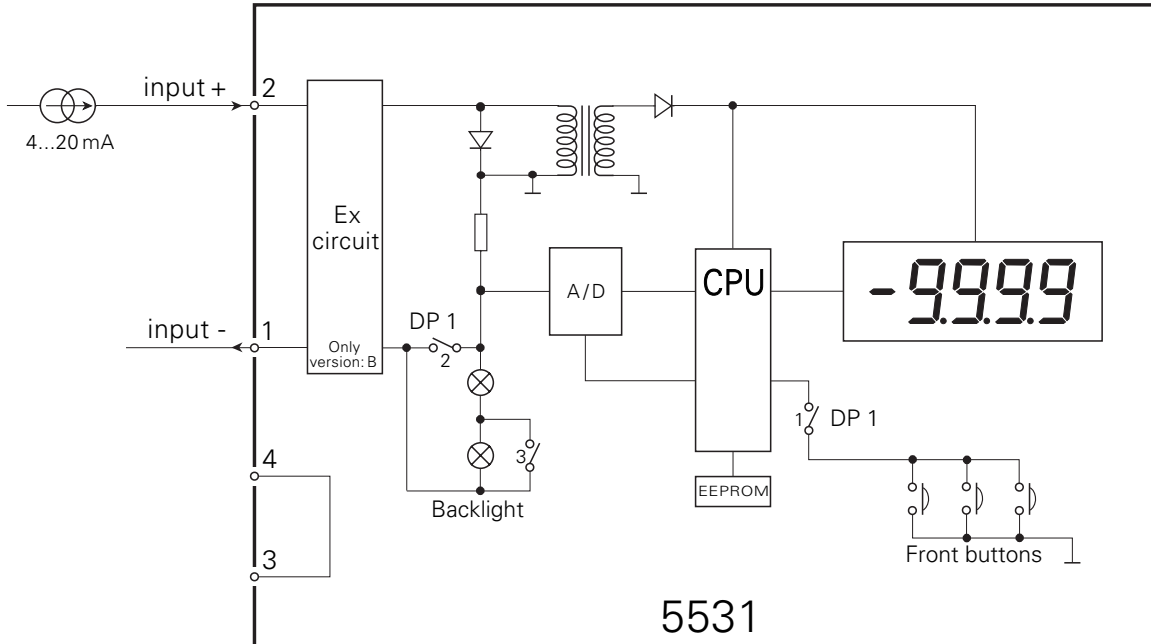 input +
2
4...20 mA
Ex
circuit
Only
version: B
input -
1
DP 1
2
3
Backlight
4
3
A/D
CPU
EEPROM
-9.9.9.9
1
DP 1
Front buttons
5531